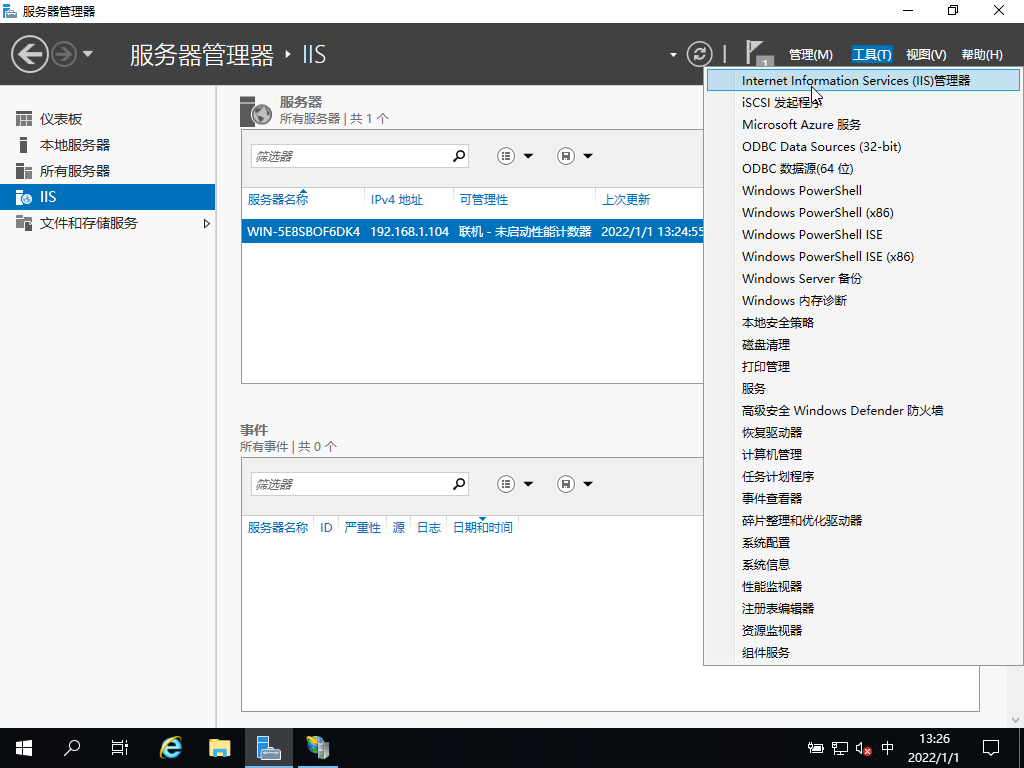 服务器管理器
服务器管理器 ‣ IIS
1
管理(M) 工具(T) 视图(V) 帮助(H)
仪表板
本地服务器
所有服务器
IIS
文件和存储服务
服务器
所有服务器 | 共 1 个
筛选器
服务器名称 IPv4 地址 可管理性 上次更新
WIN-5E8SBOF6DK4 192.168.1.104 联机 - 未启动性能计数器 2022/1/1 13:24:55
事件
所有事件 | 共 0 个
筛选器
服务器名称 ID 严重性 源 日志 日期和时间
Internet Information Services (IIS)管理器
iSCSI 发起程序
Microsoft Azure 服务
ODBC Data Sources (32-bit)
ODBC 数据源(64 位)
Windows PowerShell
Windows PowerShell (x86)
Windows PowerShell ISE
Windows PowerShell ISE (x86)
Windows Server 备份
Windows 内存诊断
本地安全策略
磁盘清理
打印管理
服务
高级安全 Windows Defender 防火墙
恢复驱动器
计算机管理
任务计划程序
事件查看器
碎片整理和优化驱动器
系统配置
系统信息
性能监视器
注册表编辑器
资源监视器
组件服务
中
13:26
2022/1/1